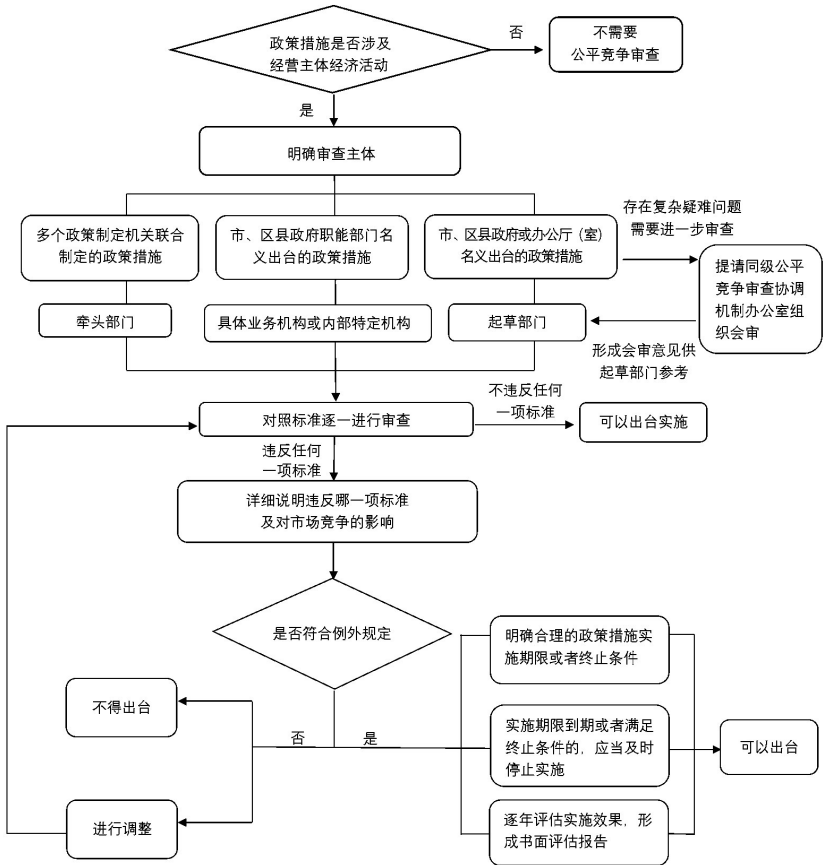 政策措施是否涉及
经营主体经济活动
否
不需要
公平竞争审查
是
明确审查主体
多个政策制定机关联合
制定的政策措施
市、区县政府职能部门名
义出台的政策措施
市、区县政府或办公厅（室）
名义出台的政策措施
存在复杂疑难问题
需要进一步审查
提请同级公平
竞争审查协调
机制办公室组
织会审
牵头部门
具体业务机构或内部特定机构
起草部门
形成会审意见供
起草部门参考
对照标准逐一进行审查
不违反任何
一项标准
可以出台实施
违反任何
一项标准
详细说明违反哪一项标准
及对市场竞争的影响
是否符合例外规定
明确合理的政策措施实
施期限或者终止条件
不得出台
否
是
实施期限到期或者满足
终止条件的，应当及时
停止实施
可以出台
进行调整
逐年评估实施效果，形
成书面评估报告